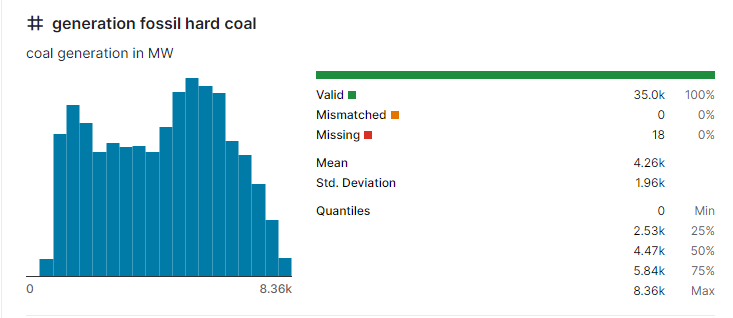 generation fossil hard coal
coal generation in MW
Valid 35.0k 100%
Mismatched 0 0%
Missing 18 0%
Mean 4.26k
Std. Deviation 1.96k
Quantiles 0 Min
2.53k 25%
4.47k 50%
5.84k 75%
8.36k Max
0 8.36k